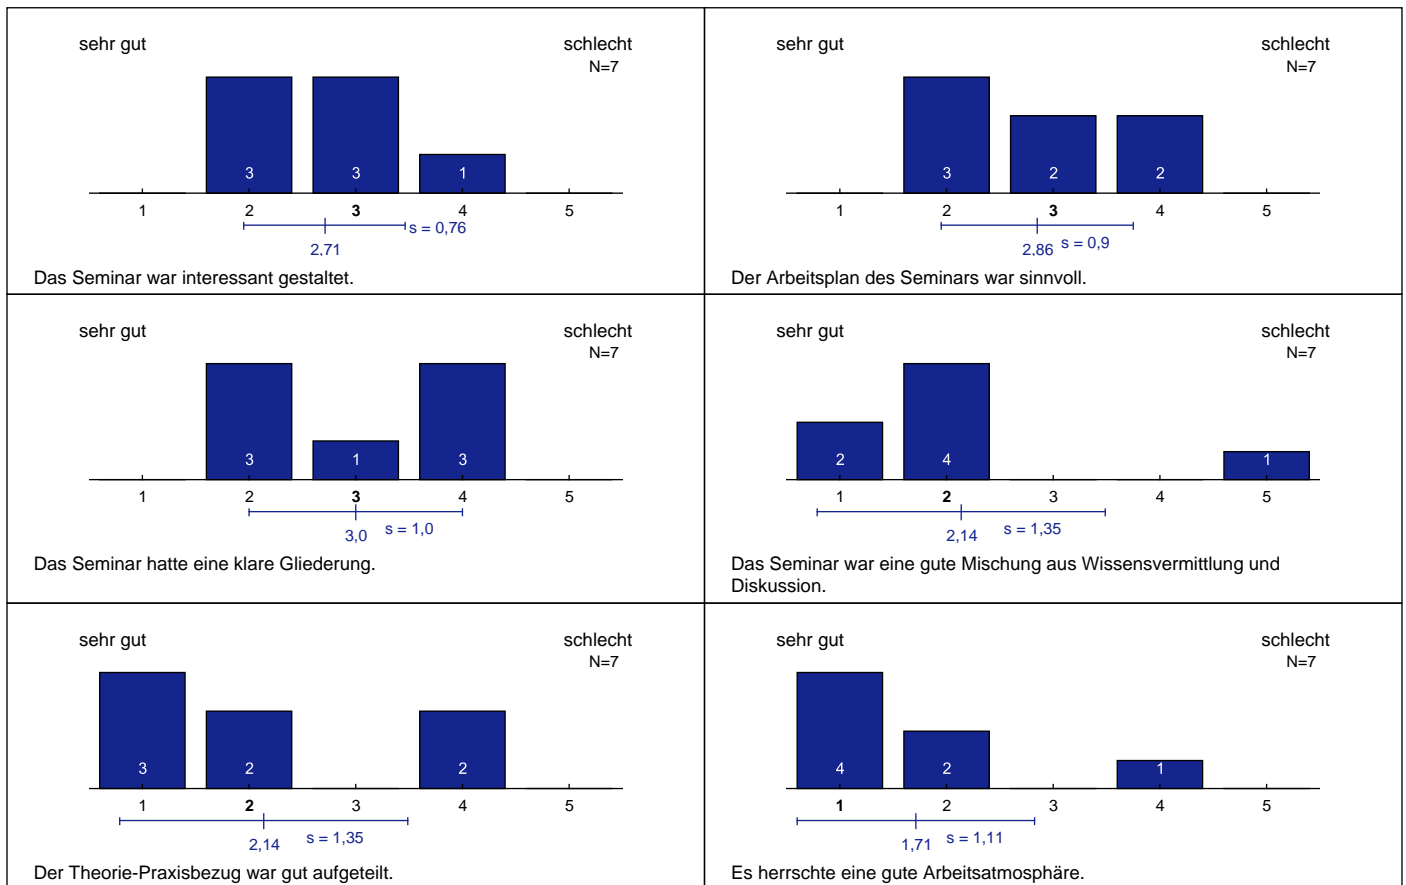 sehr gut schlecht
N=7
3 3 1
1 2 3 4 5
s = 0,76
2,71
Das Seminar war interessant gestaltet.
sehr gut schlecht
N=7
3 2 2
1 2 3 4 5
2,86 s = 0,9
Der Arbeitsplan des Seminars war sinnvoll.
sehr gut schlecht
N=7
3 1 3
1 2 3 4 5
3,0 s = 1,0
Das Seminar hatte eine klare Gliederung.
sehr gut schlecht
N=7
2 4 1
1 2 3 4 5
2,14 s = 1,35
Das Seminar war eine gute Mischung aus Wissensvermittlung und
Diskussion.
sehr gut schlecht
N=7
3 2 2
1 2 3 4 5
2,14 s = 1,35
Der Theorie-Praxisbezug war gut aufgeteilt.
sehr gut schlecht
N=7
4 2 1
1 2 3 4 5
1,71 s = 1,11
Es herrschte eine gute Arbeitsatmosphäre.